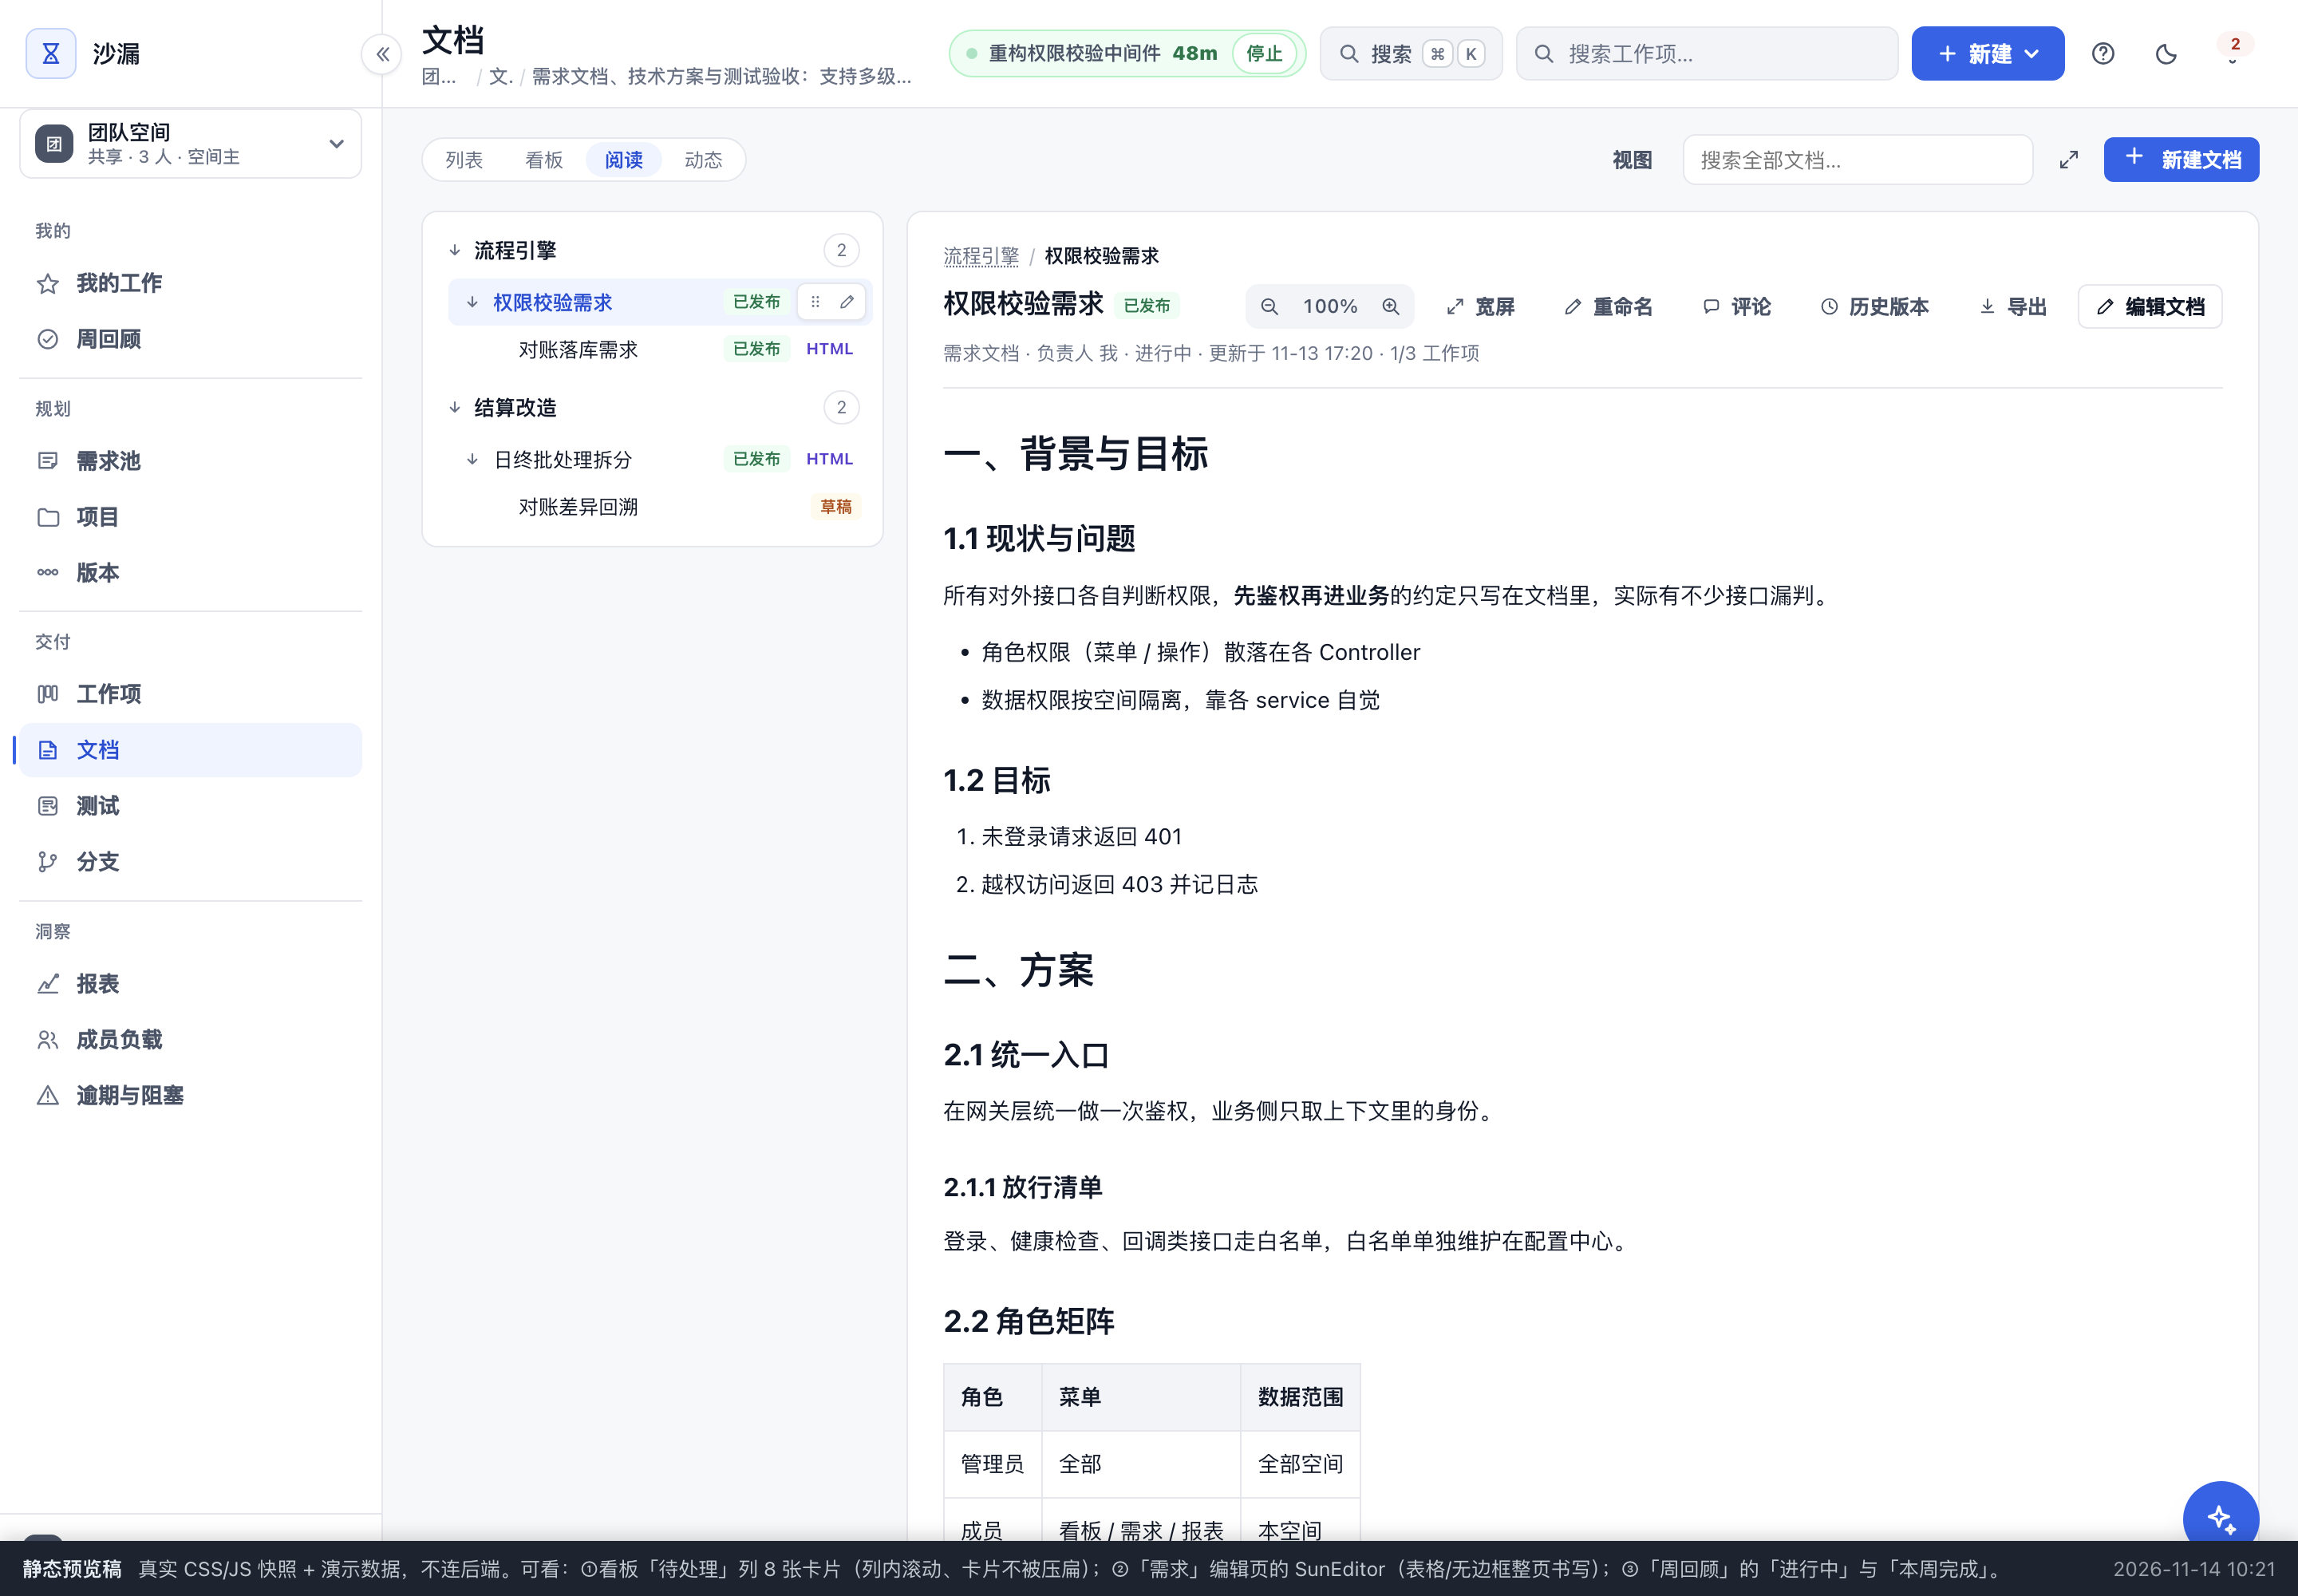 沙漏
文档
团... / 文. / 需求文档、技术方案与测试验收：支持多级...
重构权限校验中间件 48m 停止
搜索 ⌘ K
搜索工作项...
+ 新建
2
团
团队空间
共享 · 3 人 · 空间主
我的
我的工作
周回顾
规划
需求池
项目
版本
交付
工作项
文档
测试
分支
洞察
报表
成员负载
逾期与阻塞
列表 看板 阅读 动态
视图
搜索全部文档...
+ 新建文档
流程引擎 2
权限校验需求 已发布
对账落库需求 已发布 HTML
结算改造 2
日终批处理拆分 已发布 HTML
对账差异回溯 草稿
流程引擎 / 权限校验需求
权限校验需求 已发布
100% 宽屏 重命名 评论 历史版本 导出 编辑文档
需求文档 · 负责人 我 · 进行中 · 更新于 11-13 17:20 · 1/3 工作项
一、背景与目标
1.1 现状与问题
所有对外接口各自判断权限，先鉴权再进业务的约定只写在文档里，实际有不少接口漏判。
• 角色权限（菜单 / 操作）散落在各 Controller
• 数据权限按空间隔离，靠各 service 自觉
1.2 目标
1. 未登录请求返回 401
2. 越权访问返回 403 并记日志
二、方案
2.1 统一入口
在网关层统一做一次鉴权，业务侧只取上下文里的身份。
2.1.1 放行清单
登录、健康检查、回调类接口走白名单，白名单单独维护在配置中心。
2.2 角色矩阵
角色 菜单 数据范围
管理员 全部 全部空间
成员 看板 / 需求 / 报表 本空间
静态预览稿 真实 CSS/JS 快照 + 演示数据，不连后端。可看：①看板「待处理」列 8 张卡片（列内滚动、卡片不被压扁）；②「需求」编辑页的 SunEditor（表格/无边框整页书写）；③「周回顾」的「进行中」与「本周完成」。
2026-11-14 10:21